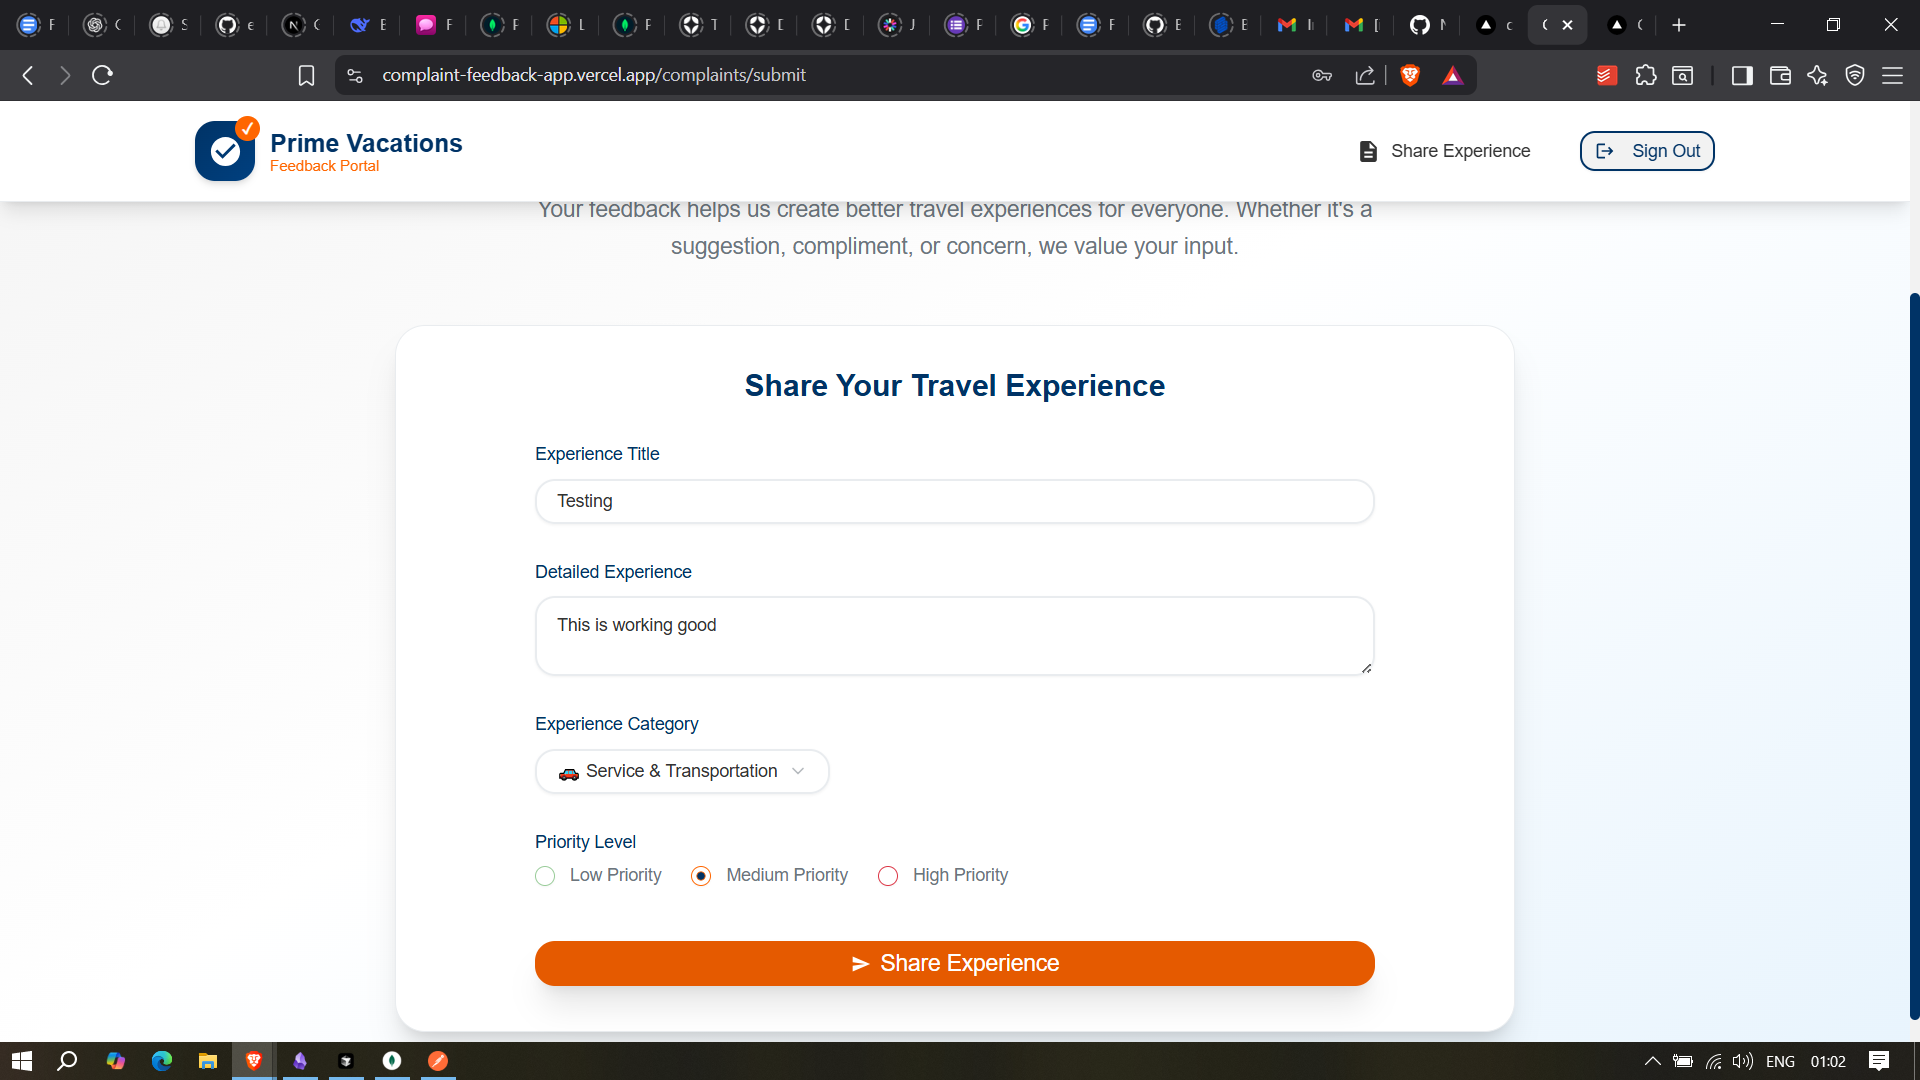 complaint-feedback-app.vercel.app/complaints/submit
Prime Vacations
Feedback Portal
Share Experience
Sign Out
Your feedback helps us create better travel experiences for everyone. Whether it's a
suggestion, compliment, or concern, we value your input.
Share Your Travel Experience
Experience Title
Testing
Detailed Experience
This is working good
Experience Category
Service & Transportation
Priority Level
Low Priority
Medium Priority
High Priority
Share Experience
ENG
01:02